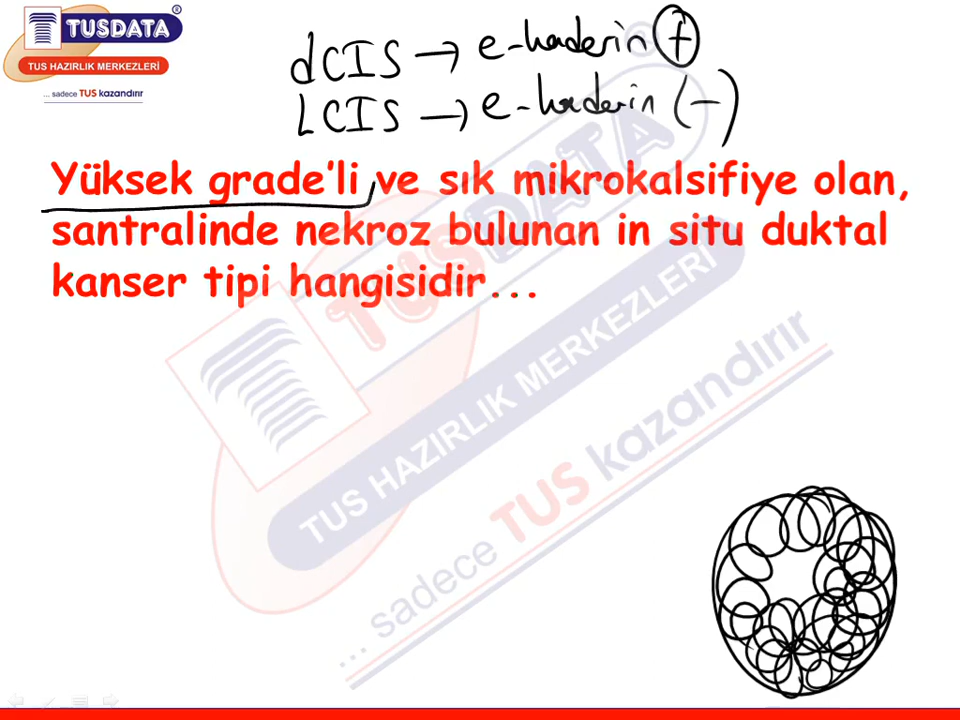 TUSDATA®
TUS HAZIRLIK MERKEZLERİ
... sadece TUS kazandırır
dCIS → e-kaderin (+)
LCIS → e-kaderin (-)
Yüksek grade'li ve sık mikrokalsifiye olan,
santralinde nekroz bulunan in situ duktal
kanser tipi hangisidir...
TUSDATA®
TUS HAZIRLIK MERKEZLERİ
... sadece TUS kazandırır